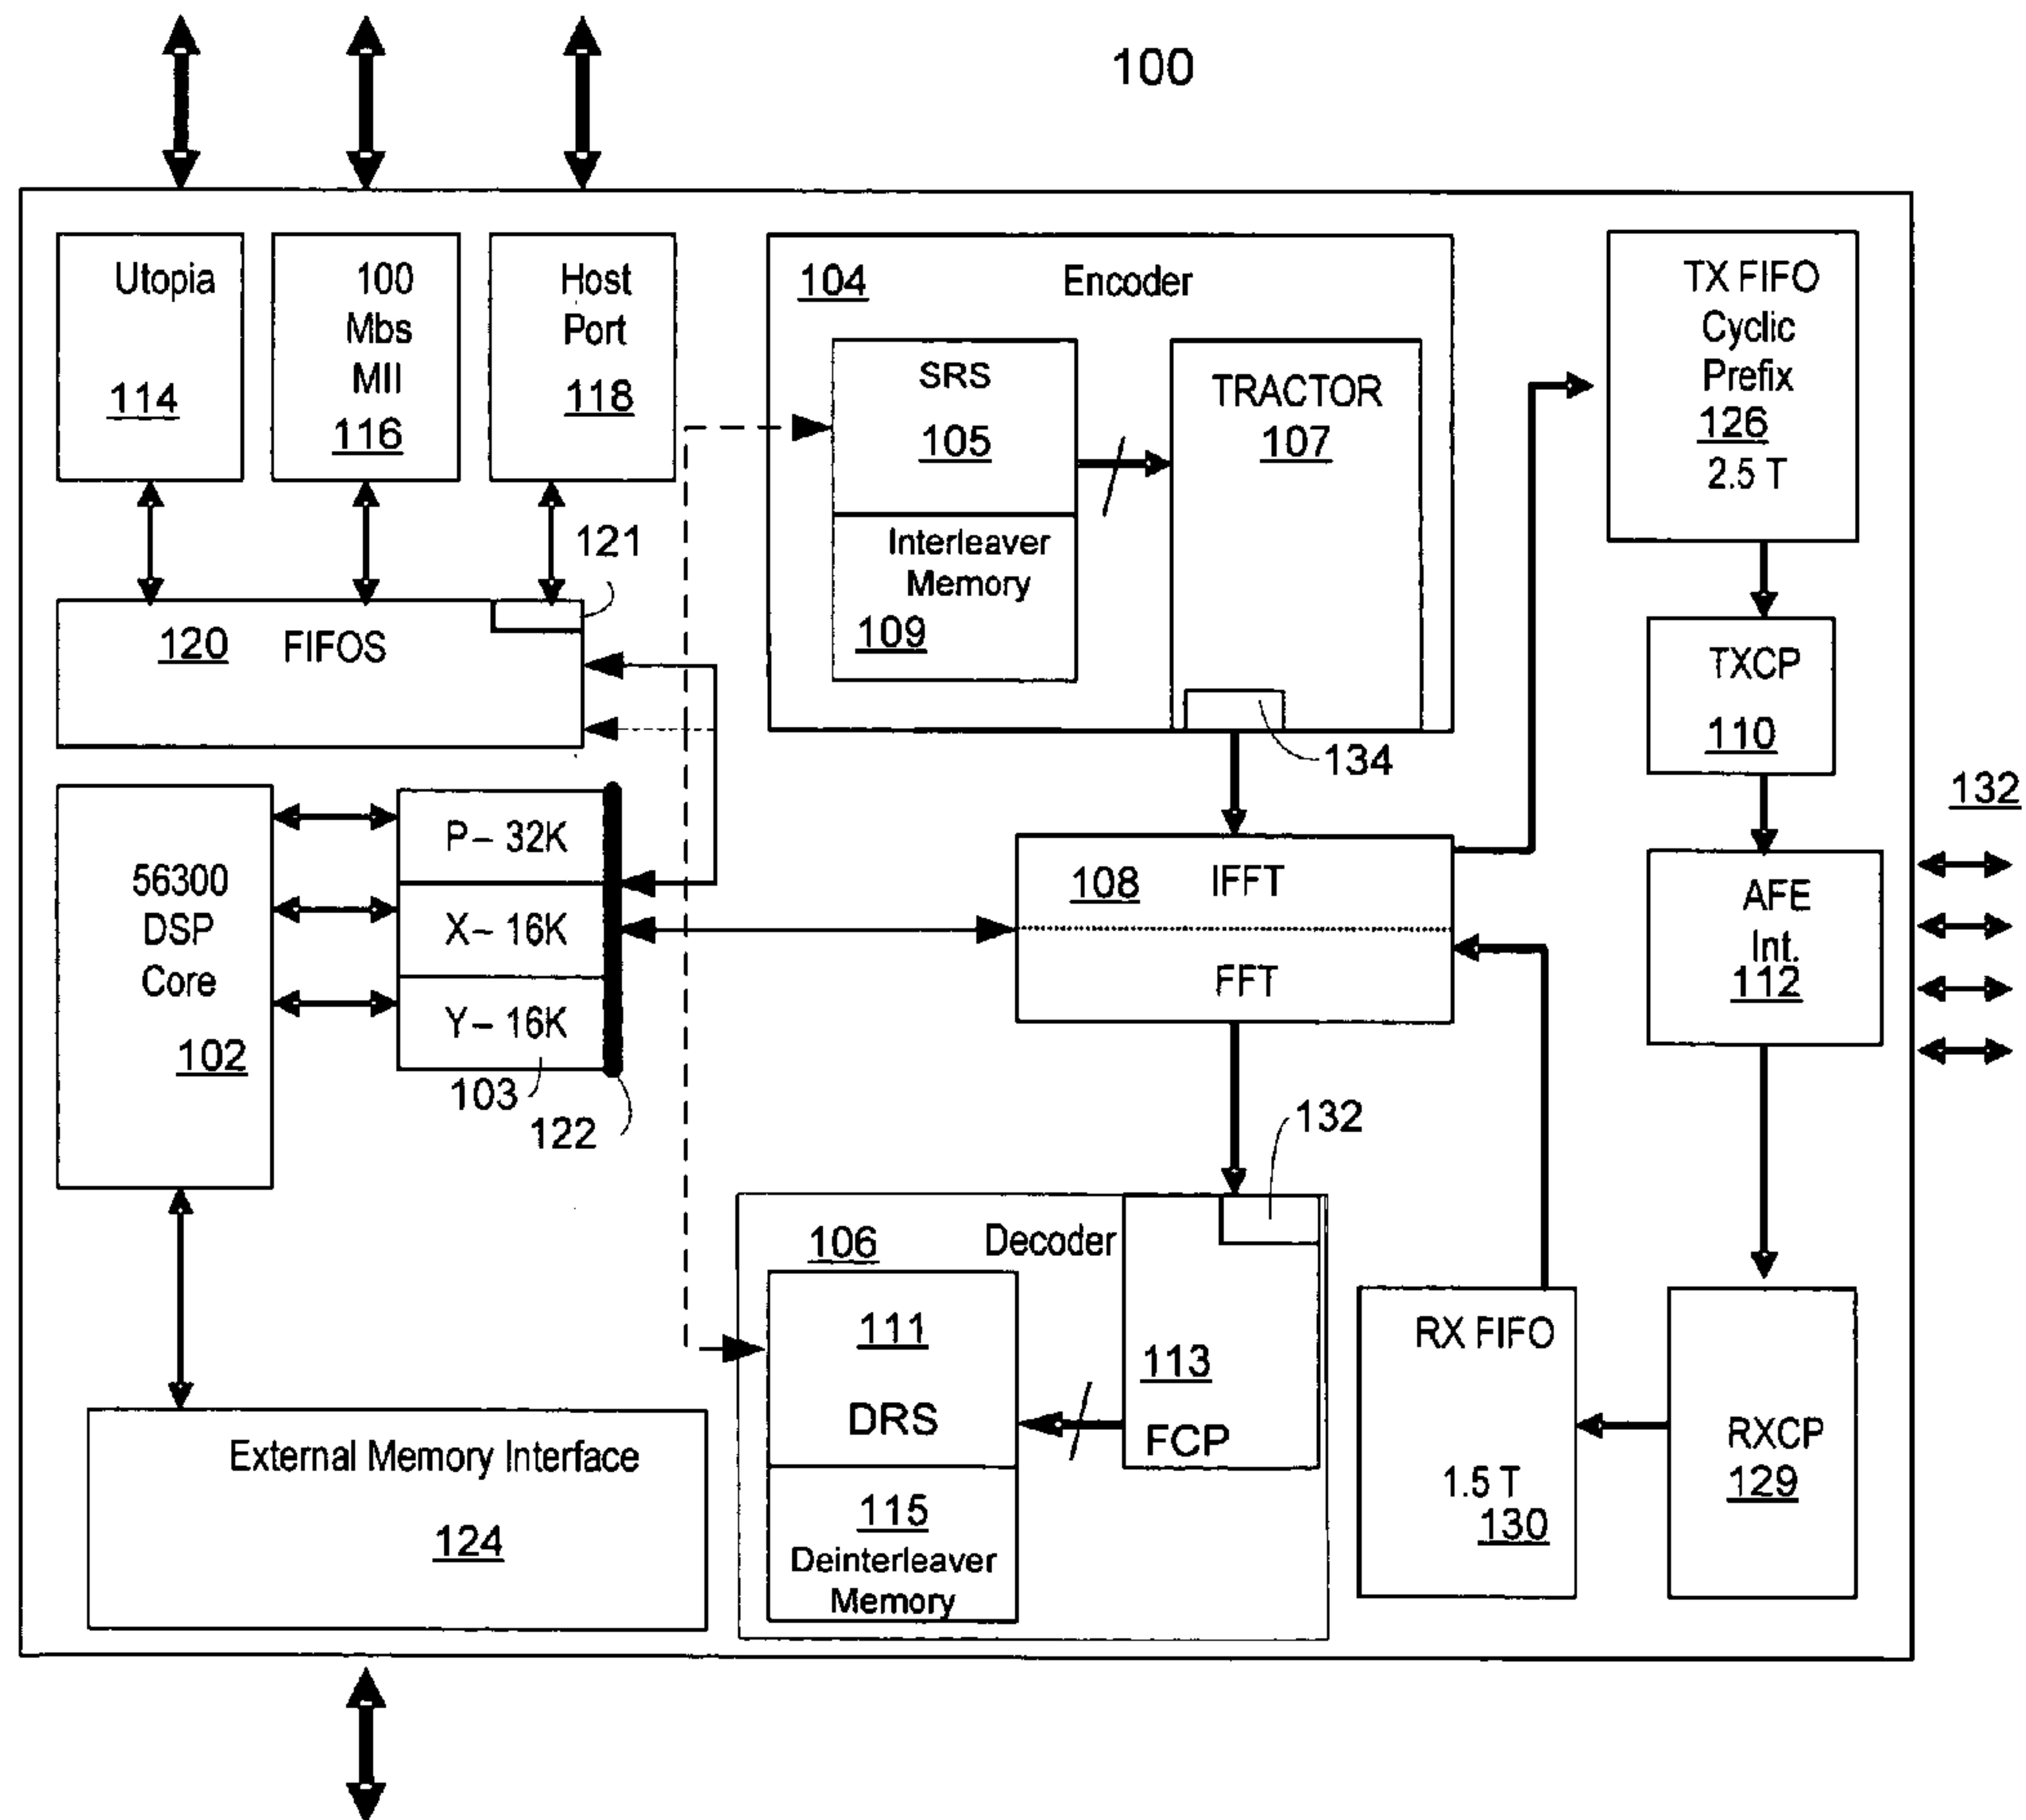 100
Utopia
114
100
Mbs
MII
116
Host
Port
118
121
120 FIFOS
56300
DSP
Core
102
P– 32K
X– 16K
Y– 16K
103
122
External Memory Interface
124
104 Encoder
SRS
105
Interleaver
Memory
109
TRACTOR
107
134
108 IFFT
FFT
132
106 Decoder
111
DRS
115
Deinterleaver
Memory
113
FCP
TX FIFO
Cyclic
Prefix
126
2.5 T
TXCP
110
AFE
Int.
112
132
RX FIFO
1.5 T
130
RXCP
129